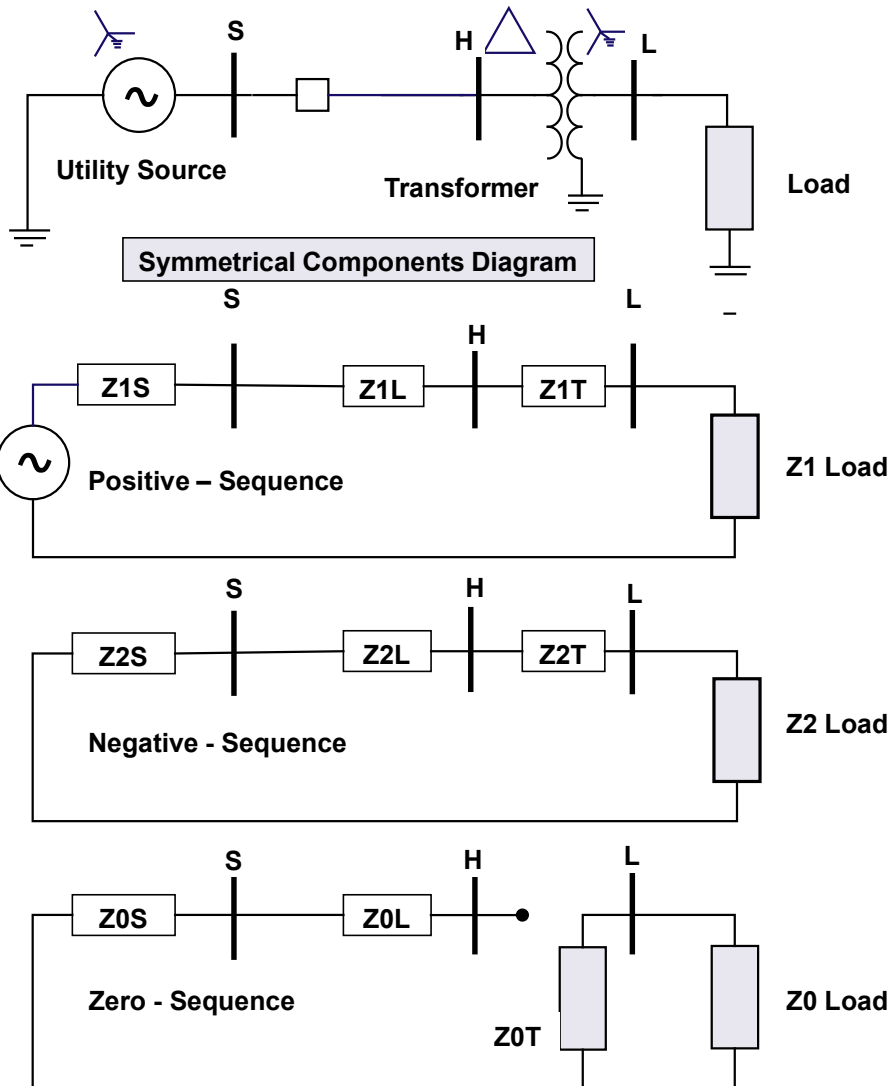 S
H
L
Utility Source
Transformer
Load
Symmetrical Components Diagram
S
H
L
Z1S
Z1L
Z1T
Positive – Sequence
Z1 Load
S
H
L
Z2S
Z2L
Z2T
Negative - Sequence
Z2 Load
S
H
L
Z0S
Z0L
Zero - Sequence
Z0T
Z0 Load